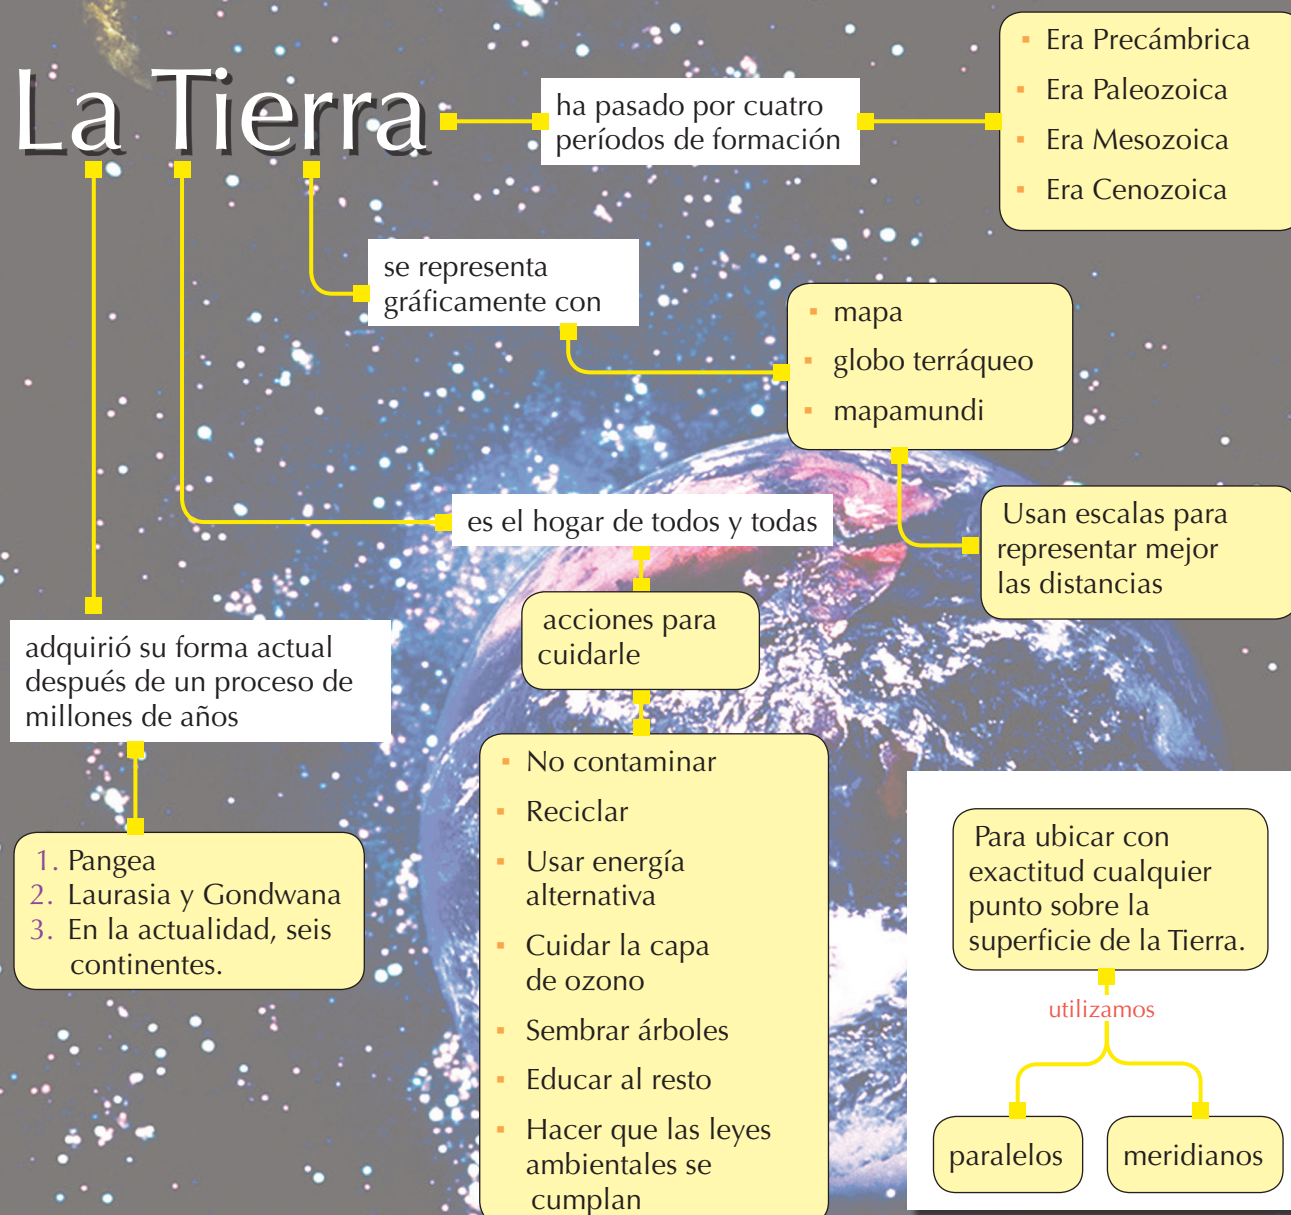 La Tierra
ha pasado por cuatro
períodos de formación
▪ Era Precámbrica
▪ Era Paleozoica
▪ Era Mesozoica
▪ Era Cenozoica
se representa
gráficamente con
▪ mapa
▪ globo terráqueo
▪ mapamundi
Usan escalas para
representar mejor
las distancias
es el hogar de todos y todas
acciones para
cuidarle
▪ No contaminar
▪ Reciclar
▪ Usar energía
alternativa
▪ Cuidar la capa
de ozono
▪ Sembrar árboles
▪ Educar al resto
▪ Hacer que las leyes
ambientales se
cumplan
adquirió su forma actual
después de un proceso de
millones de años
1. Pangea
2. Laurasia y Gondwana
3. En la actualidad, seis
continentes.
Para ubicar con
exactitud cualquier
punto sobre la
superficie de la Tierra.
utilizamos
paralelos
meridianos